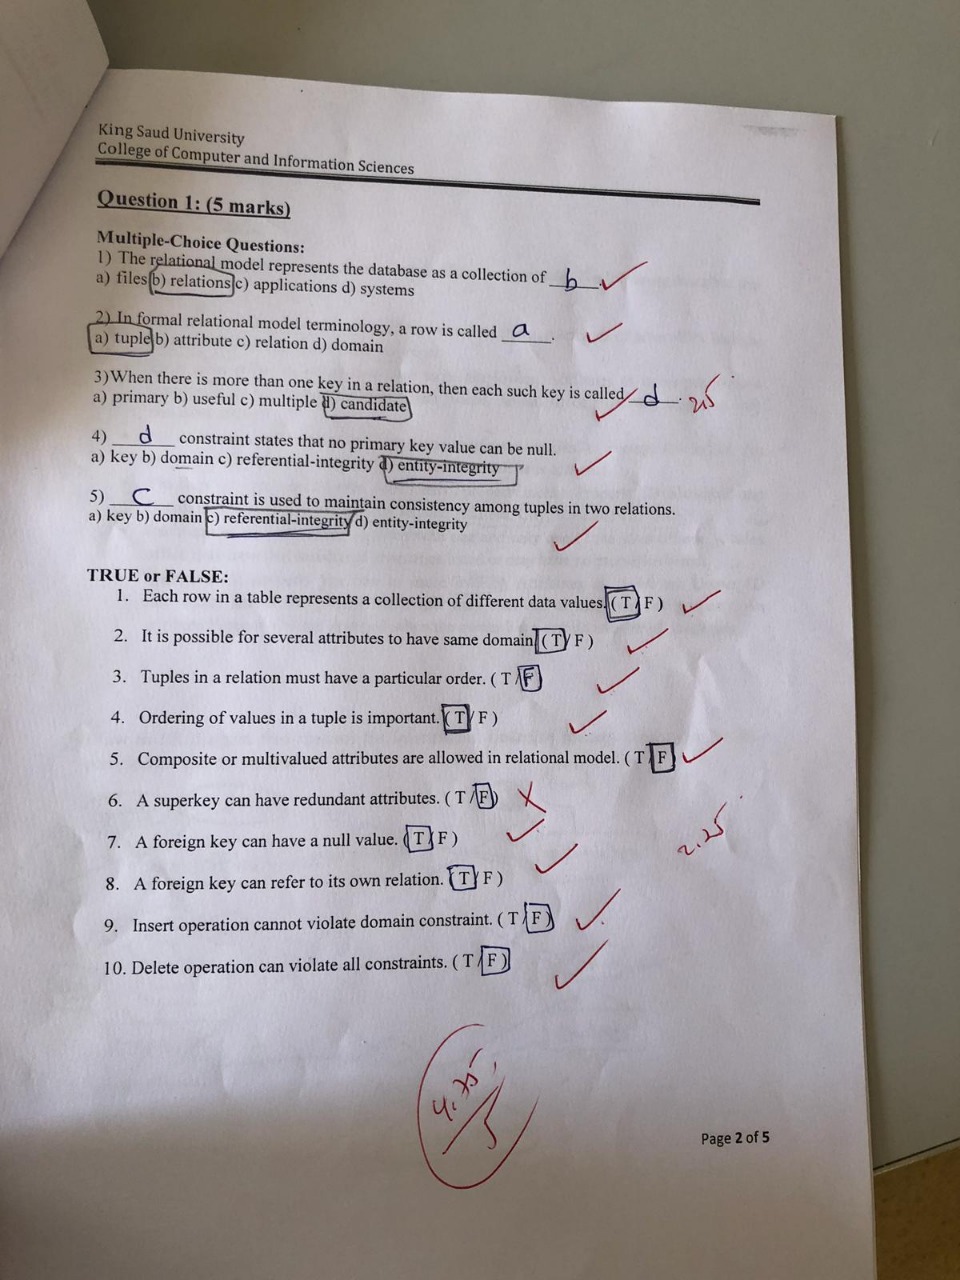 King Saud University
College of Computer and Information Sciences
Question 1: (5 marks)
Multiple-Choice Questions:
1) The relational model represents the database as a collection of __b__.
a) files b) relations c) applications d) systems
2) In formal relational model terminology, a row is called __a__.
a) tuple b) attribute c) relation d) domain
3)When there is more than one key in a relation, then each such key is called __d__.
2.5
a) primary b) useful c) multiple d) candidate
4) __d__ constraint states that no primary key value can be null.
a) key b) domain c) referential-integrity d) entity-integrity
5) __C__ constraint is used to maintain consistency among tuples in two relations.
a) key b) domain c) referential-integrity d) entity-integrity
TRUE or FALSE:
1. Each row in a table represents a collection of different data values. ( T / F )
2. It is possible for several attributes to have same domain. ( T / F )
3. Tuples in a relation must have a particular order. ( T / F )
4. Ordering of values in a tuple is important. ( T / F )
5. Composite or multivalued attributes are allowed in relational model. ( T / F )
6. A superkey can have redundant attributes. ( T / F )
7. A foreign key can have a null value. ( T / F )
2.25
8. A foreign key can refer to its own relation. ( T / F )
9. Insert operation cannot violate domain constraint. ( T / F )
10. Delete operation can violate all constraints. ( T / F )
4.75
5
Page 2 of 5